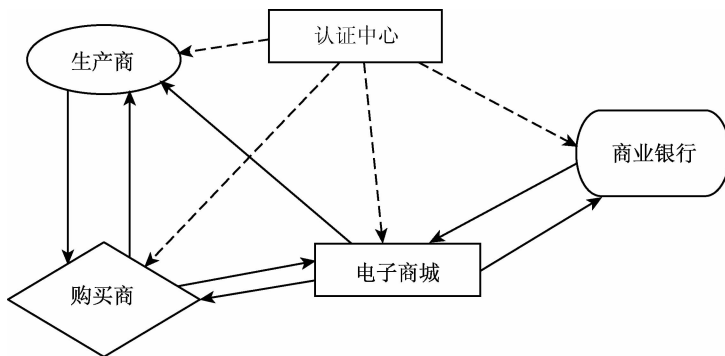 认证中心
生产商
商业银行
电子商城
购买商